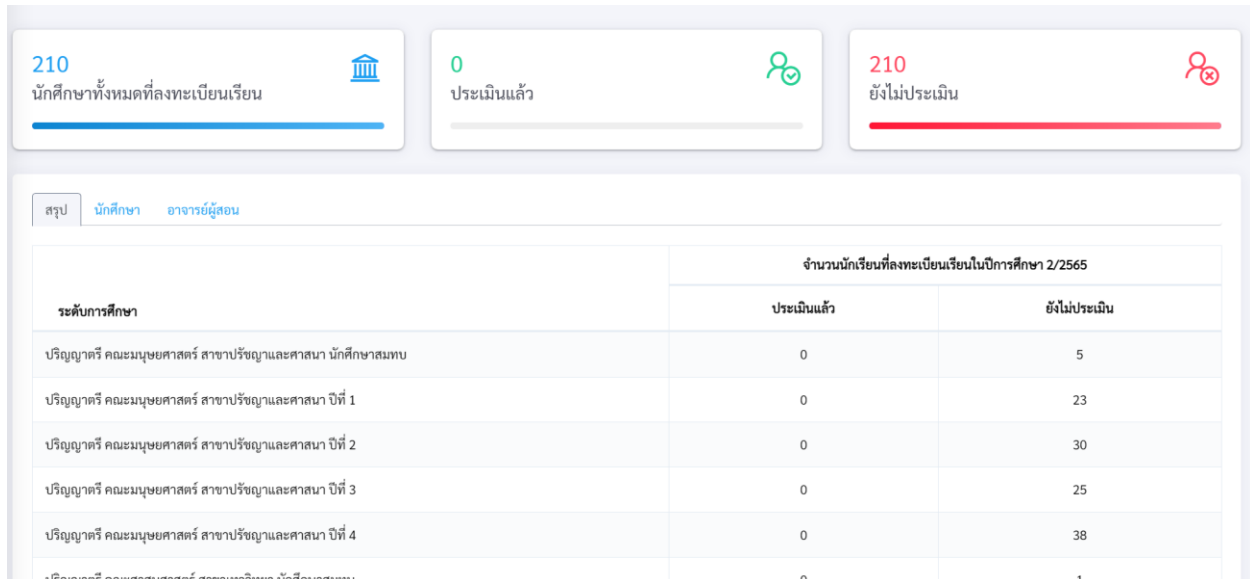 210
นักศึกษาทั้งหมดที่ลงทะเบียนเรียน
0
ประเมินแล้ว
210
ยังไม่ประเมิน
สรุป นักศึกษา อาจารย์ผู้สอน
จำนวนนักเรียนที่ลงทะเบียนเรียนในปีการศึกษา 2/2565
ระดับการศึกษา ประเมินแล้ว ยังไม่ประเมิน
ปริญญาตรี คณะมนุษยศาสตร์ สาขาปรัชญาและศาสนา นักศึกษาสมทบ 0 5
ปริญญาตรี คณะมนุษยศาสตร์ สาขาปรัชญาและศาสนา ปีที่ 1 0 23
ปริญญาตรี คณะมนุษยศาสตร์ สาขาปรัชญาและศาสนา ปีที่ 2 0 30
ปริญญาตรี คณะมนุษยศาสตร์ สาขาปรัชญาและศาสนา ปีที่ 3 0 25
ปริญญาตรี คณะมนุษยศาสตร์ สาขาปรัชญาและศาสนา ปีที่ 4 0 38